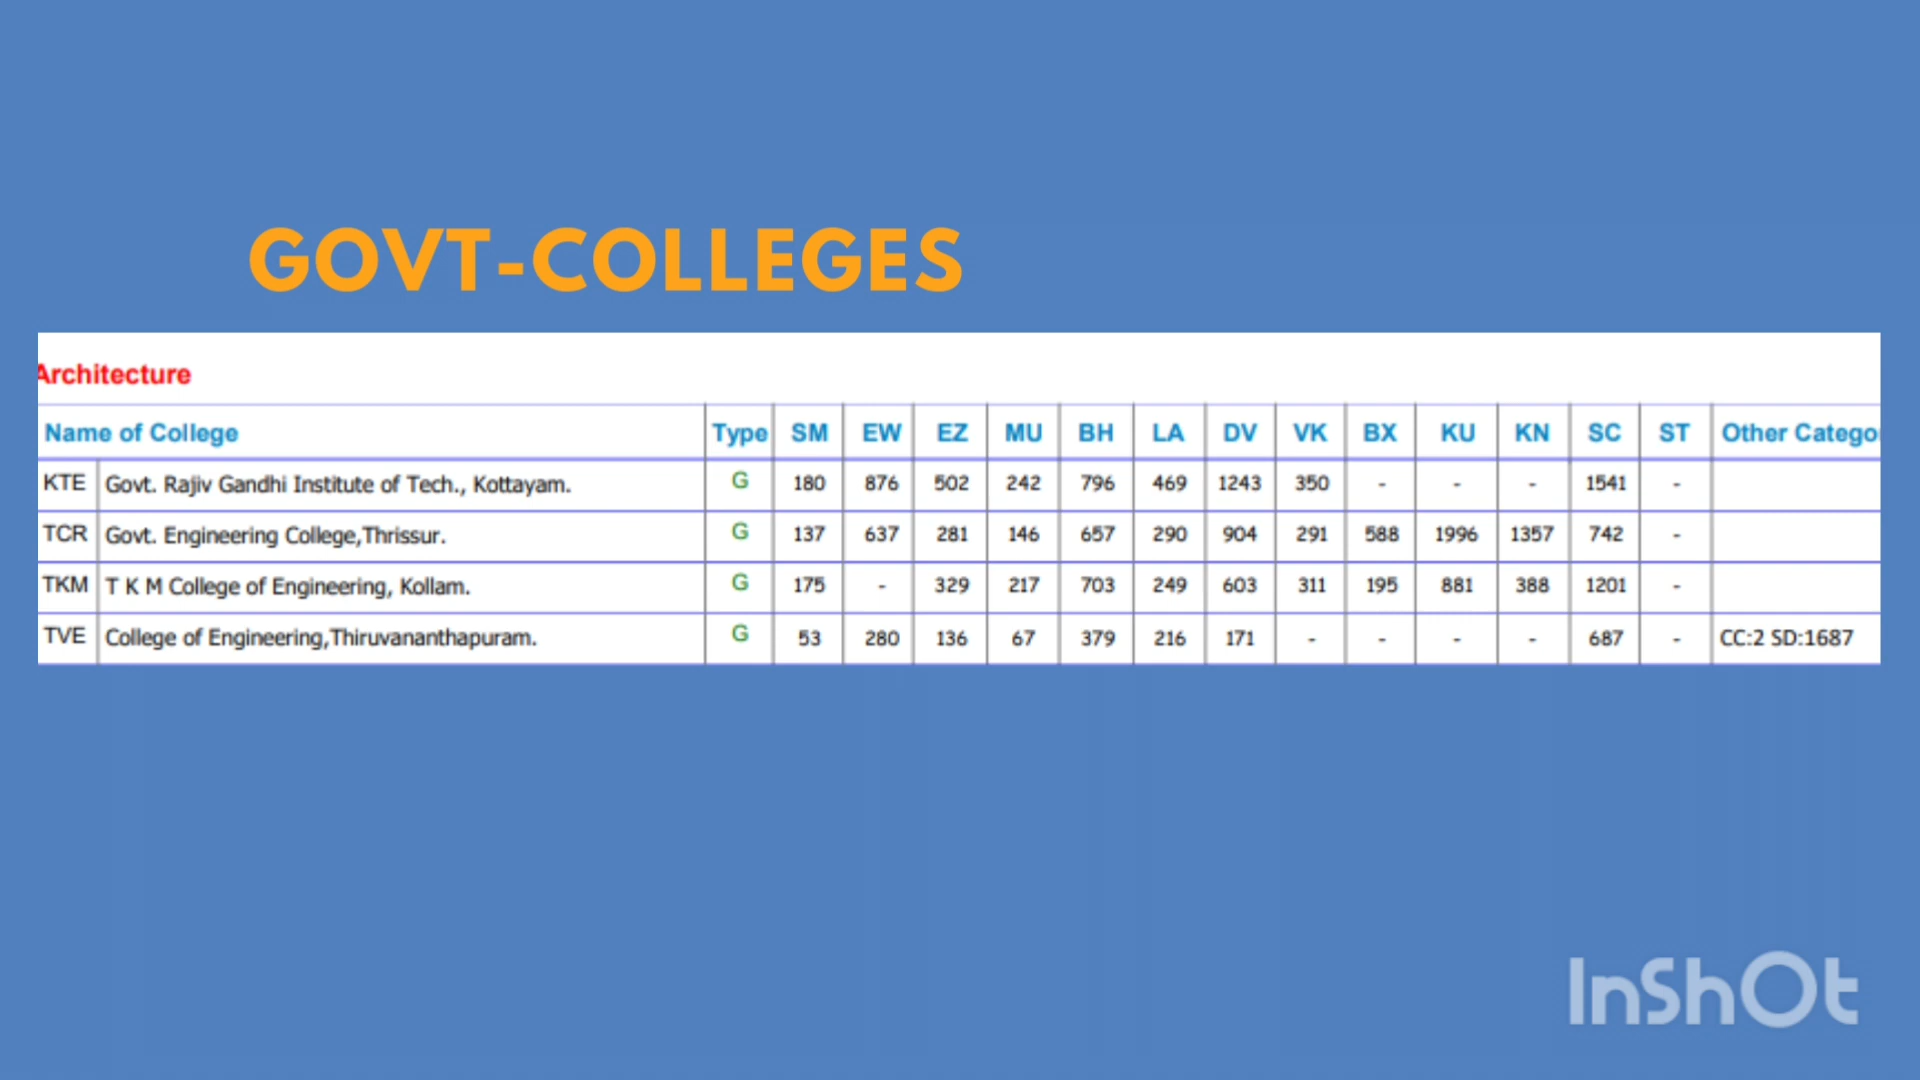 GOVT-COLLEGES
Architecture
Name of College Type SM EW EZ MU BH LA DV VK BX KU KN SC ST Other Catego
KTE Govt. Rajiv Gandhi Institute of Tech., Kottayam. G 180 876 502 242 796 469 1243 350 - - - 1541 -
TCR Govt. Engineering College,Thrissur. G 137 637 281 146 657 290 904 291 588 1996 1357 742 -
TKM T K M College of Engineering, Kollam. G 175 - 329 217 703 249 603 311 195 881 388 1201 -
TVE College of Engineering,Thiruvananthapuram. G 53 280 136 67 379 216 171 - - - - 687 - CC:2 SD:1687
InShOt